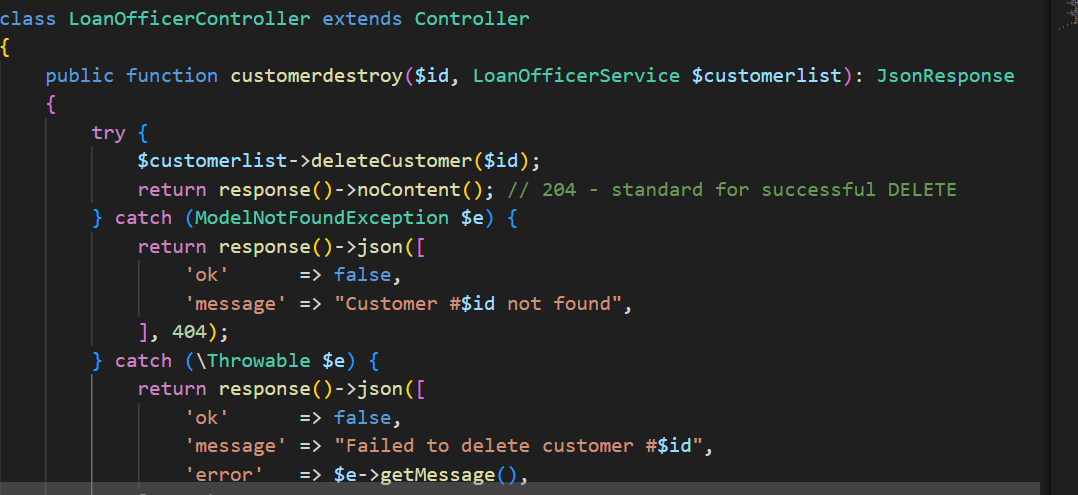 class LoanOfficerController extends Controller
{
    public function customerdestroy($id, LoanOfficerService $customerlist): JsonResponse
    {
        try {
            $customerlist->deleteCustomer($id);
            return response()->noContent(); // 204 - standard for successful DELETE
        } catch (ModelNotFoundException $e) {
            return response()->json([
                'ok'      => false,
                'message' => "Customer #$id not found",
            ], 404);
        } catch (\Throwable $e) {
            return response()->json([
                'ok'      => false,
                'message' => "Failed to delete customer #$id",
                'error'   => $e->getMessage(),